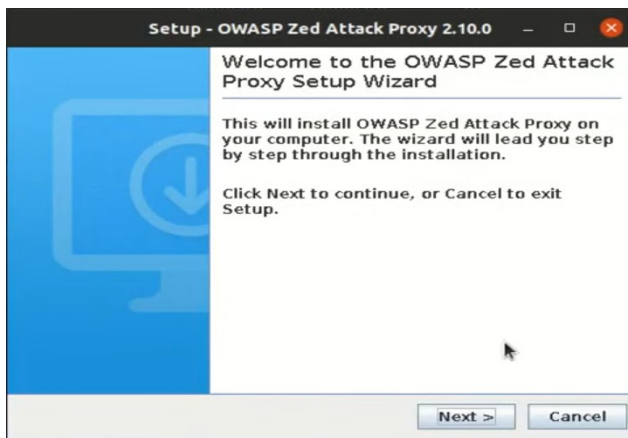 Setup - OWASP Zed Attack Proxy 2.10.0
Welcome to the OWASP Zed Attack
Proxy Setup Wizard
This will install OWASP Zed Attack Proxy on
your computer. The wizard will lead you step
by step through the installation.
Click Next to continue, or Cancel to exit
Setup.
Next >
Cancel